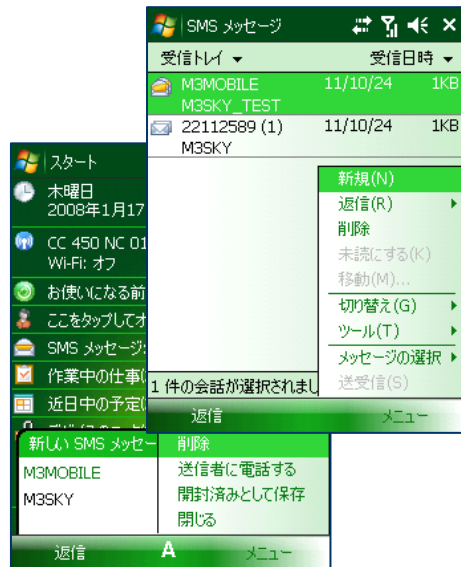 SMS メッセージ
受信トレイ ▼ 受信日時 ▼
M3MOBILE 11/10/24 1KB
M3SKY_TEST
22112589 (1) 11/10/24 1KB
M3SKY
新規(N)
返信(R)
削除
未読にする(K)
移動(M)...
切り替え(G)
ツール(T)
メッセージの選択
送受信(S)
1 件の会話が選択されまし
返信 メニュー
スタート
木曜日
2008年1月17
CC 450 NC 01
Wi-Fi: オフ
お使いになる前
ここをタップしてオ
SMS メッセージ:
作業中の仕事(
近日中の予定(
新しい SMS メッセー
M3MOBILE
M3SKY
削除
送信者に電話する
開封済みとして保存
閉じる
返信 A メニュー